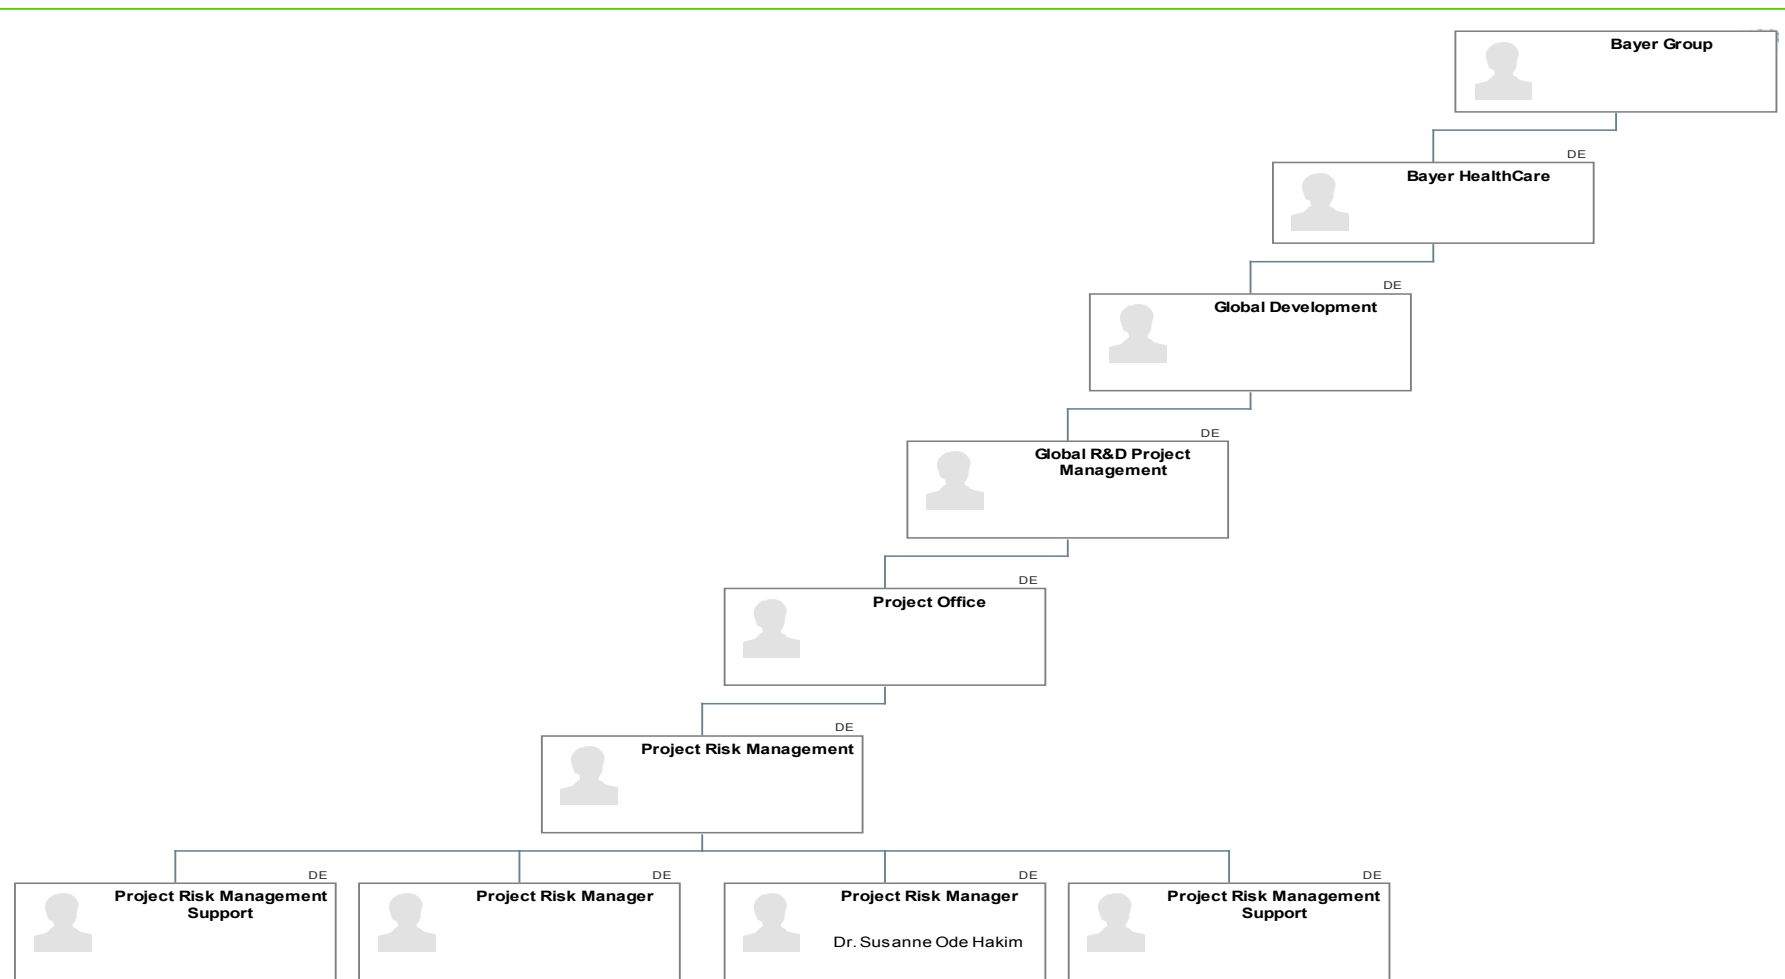 Bayer Group
DE
Bayer HealthCare
DE
Global Development
DE
Global R&D Project
Management
DE
Project Office
DE
Project Risk Management
DE
Project Risk Management
Support
DE
Project Risk Manager
DE
Project Risk Manager
Dr. Susanne Ode Hakim
DE
Project Risk Management
Support